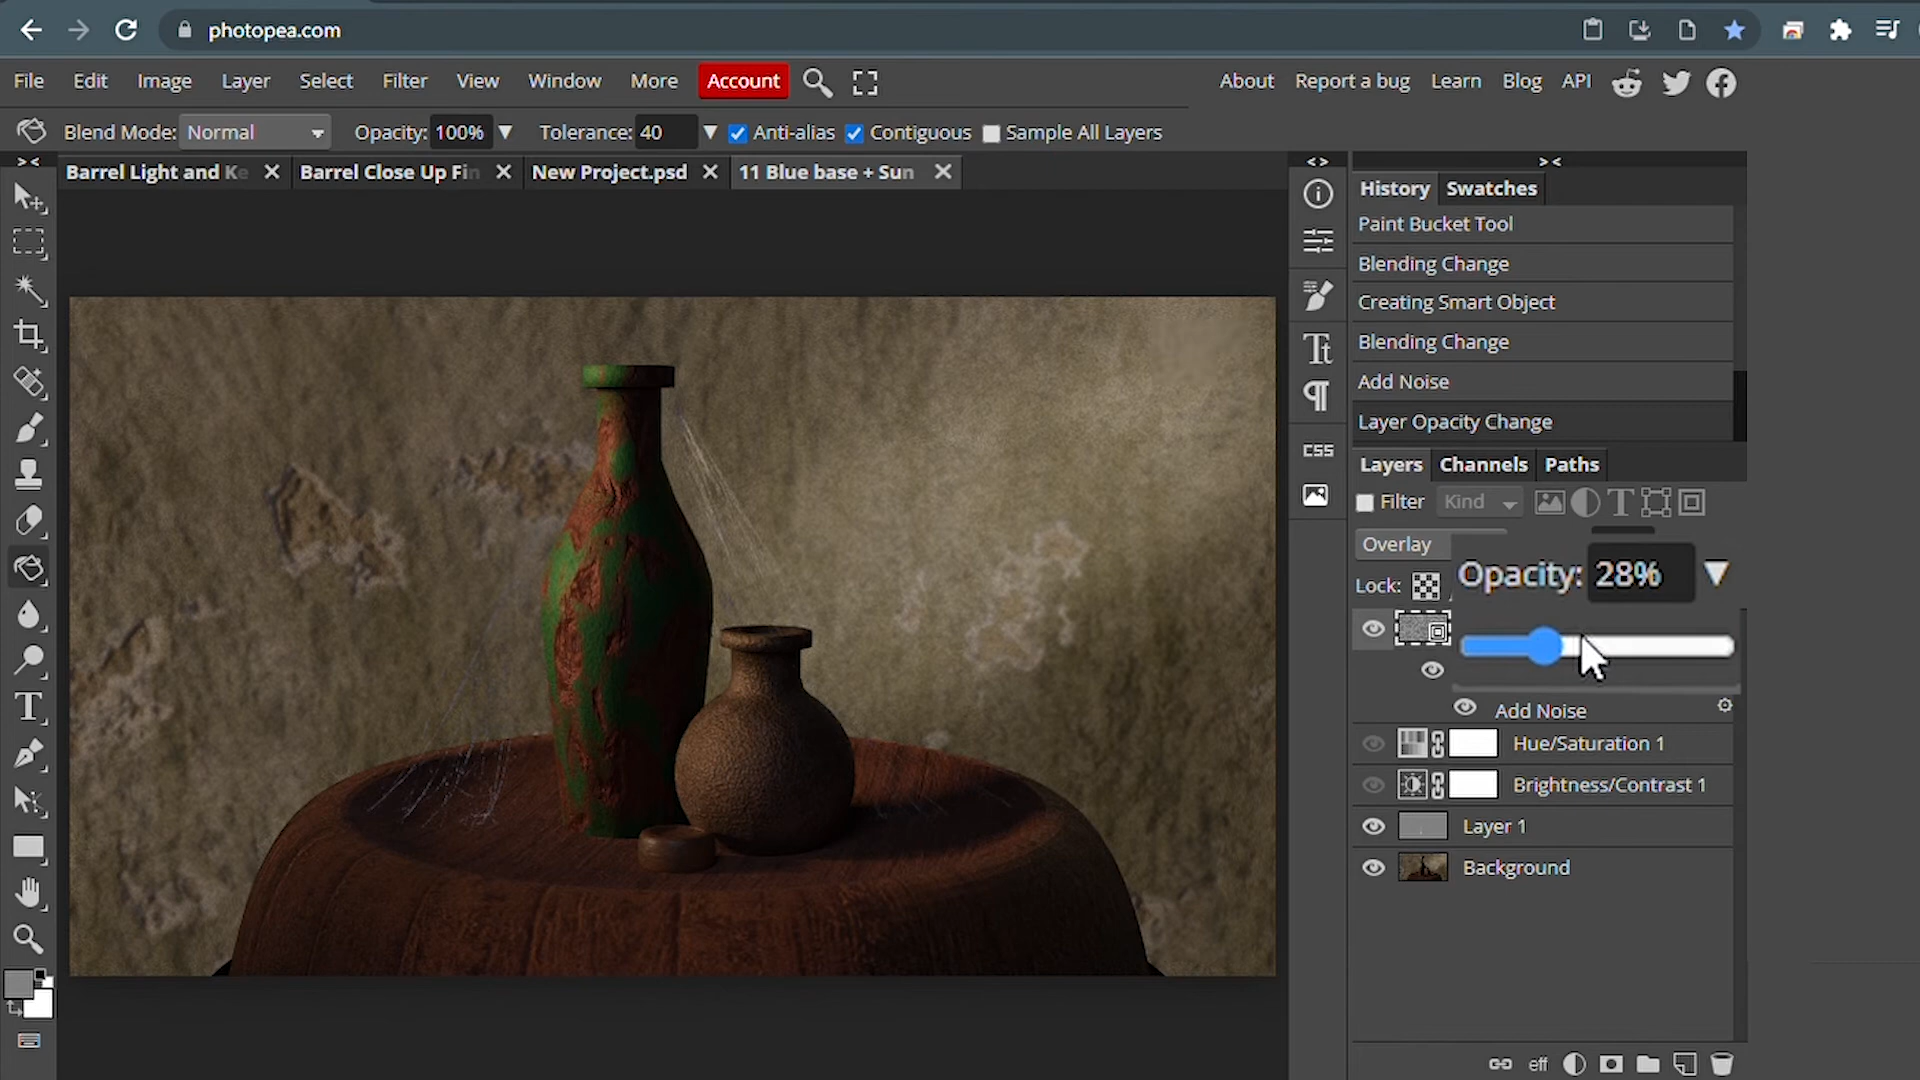 photopea.com
File Edit Image Layer Select Filter View Window More Account About Report a bug Learn Blog API
Blend Mode: Normal Opacity: 100% Tolerance: 40 Anti-alias Contiguous Sample All Layers
Barrel Light and Ke Barrel Close Up Fin New Project.psd 11 Blue base + Sun
History Swatches
Paint Bucket Tool
Blending Change
Creating Smart Object
Blending Change
Add Noise
Layer Opacity Change
CSS
Layers Channels Paths
Filter Kind
Overlay
Opacity: 28%
Lock:
Add Noise
Hue/Saturation 1
Brightness/Contrast 1
Layer 1
Background
eff